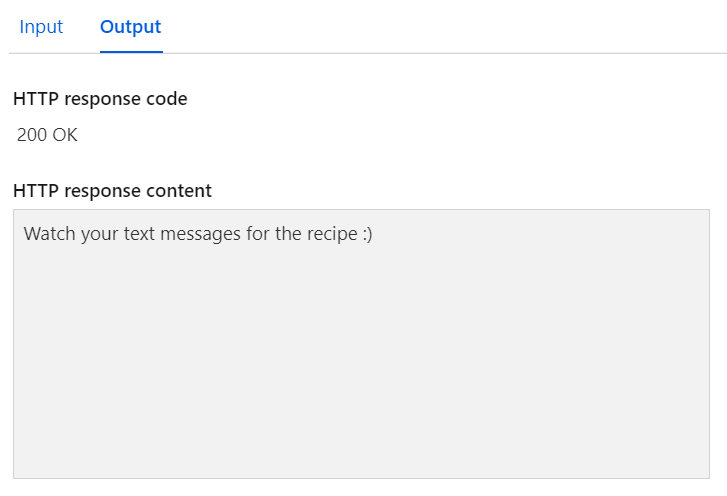 Input Output
HTTP response code
200 OK
HTTP response content
Watch your text messages for the recipe :)